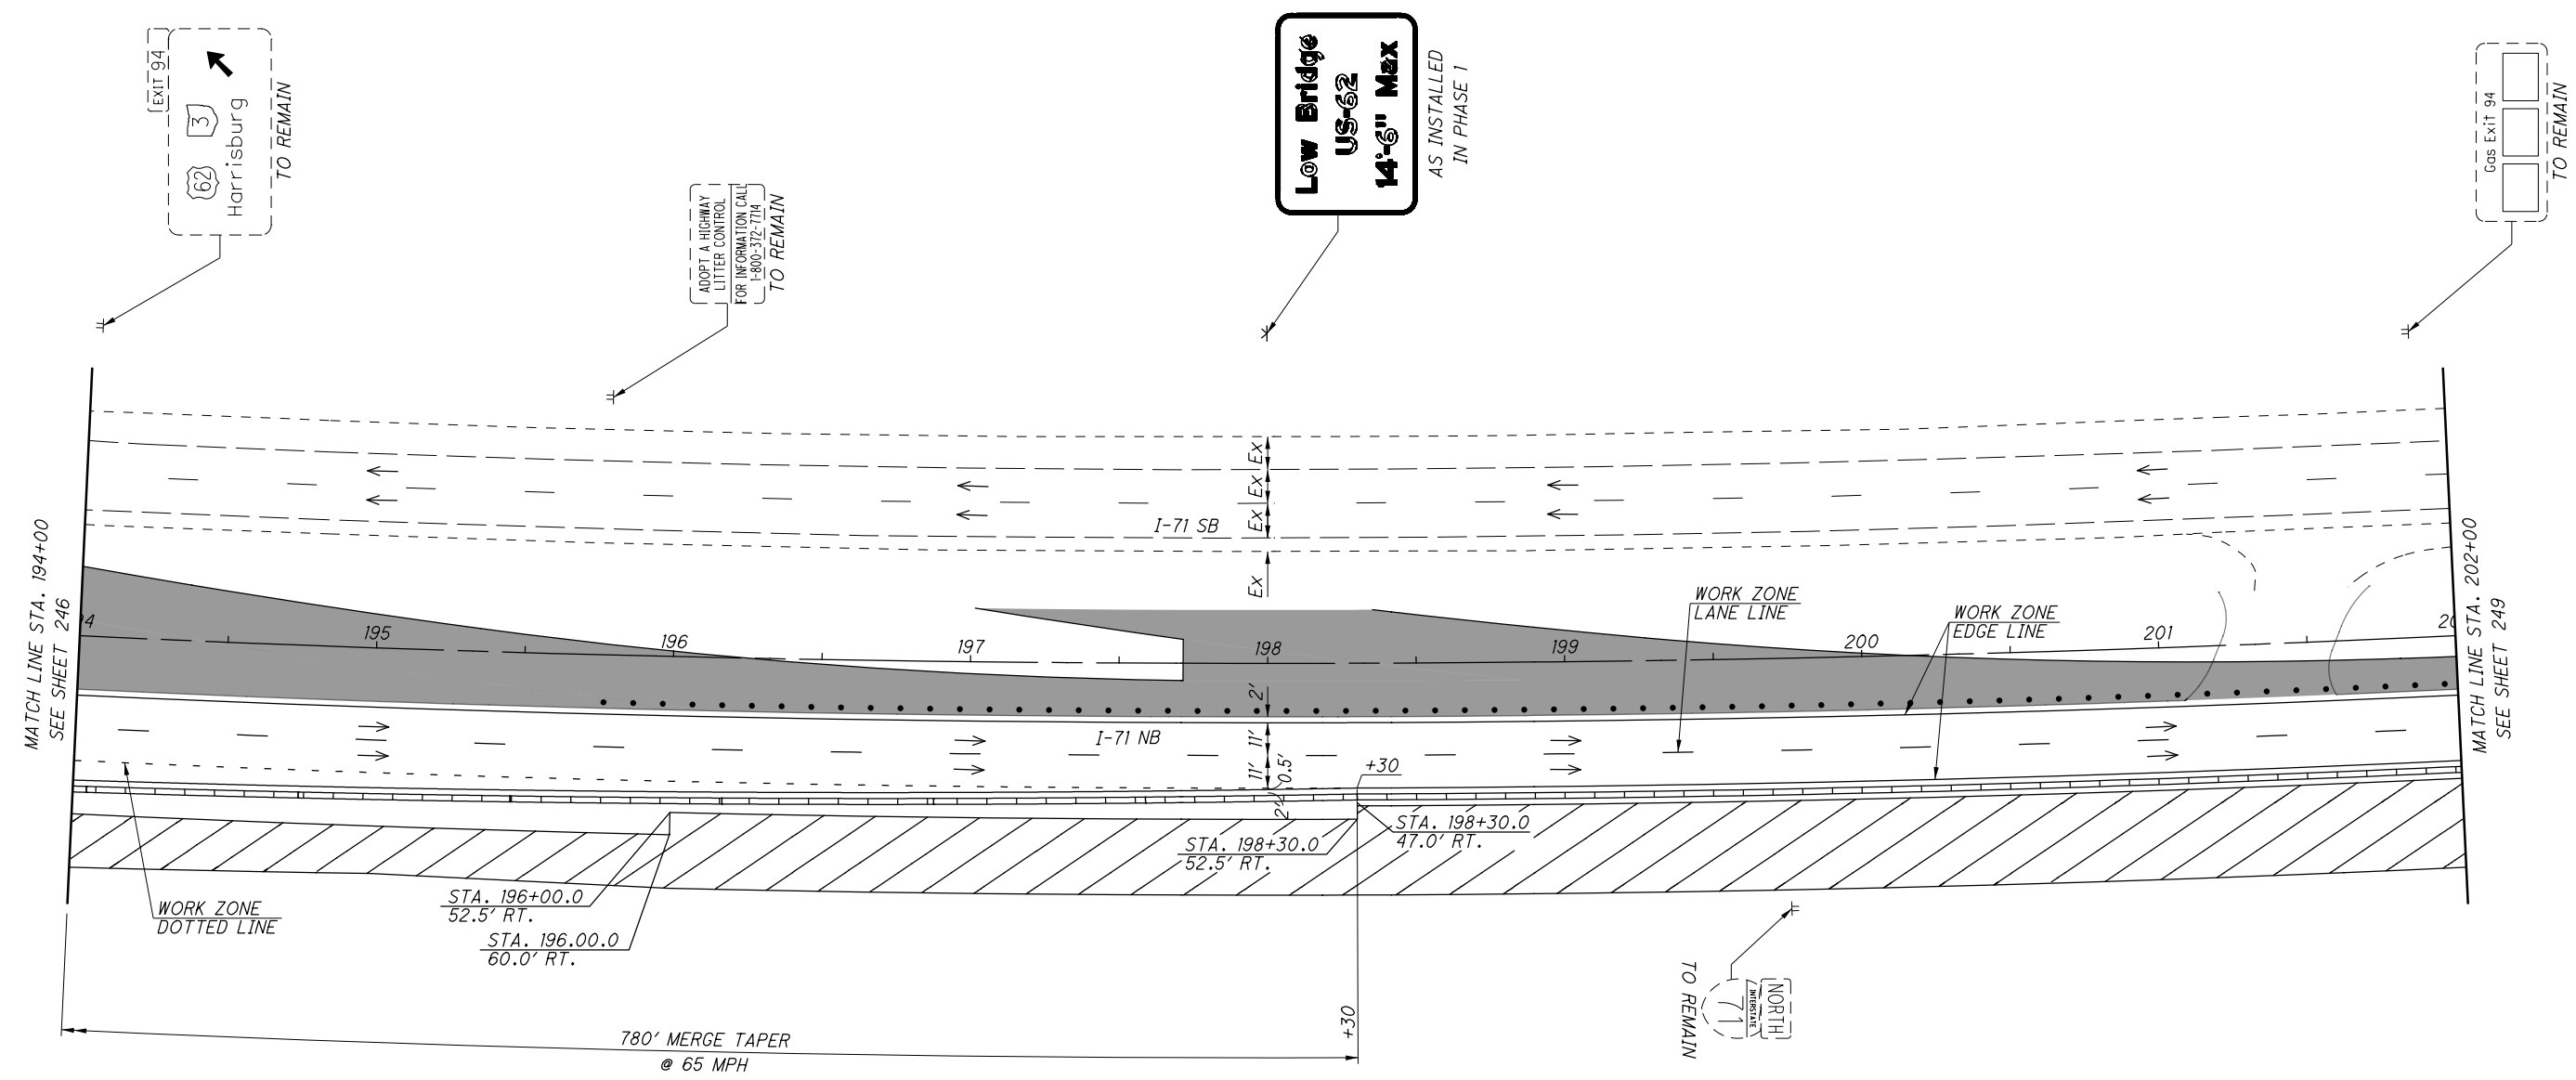 EXIT 94
62 3
Harrisburg
TO REMAIN
ADOPT A HIGHWAY
LITTER CONTROL
FOR INFORMATION CALL
1-800-372-7714
TO REMAIN
Low Bridge
US-62
14'-6" Max
AS INSTALLED
IN PHASE 1
Gas Exit 94
TO REMAIN
MATCH LINE STA. 194+00
SEE SHEET 246
EX
EX
EX
I-71 SB
EX
MATCH LINE STA. 202+00
SEE SHEET 249
WORK ZONE
LANE LINE
WORK ZONE
EDGE LINE
94
195
196
197
198
199
200
201
20
2'
I-71 NB
11'
11'
0.5'
2'
+30
STA. 198+30.0
47.0' RT.
STA. 198+30.0
52.5' RT.
STA. 196+00.0
52.5' RT.
STA. 196.00.0
60.0' RT.
WORK ZONE
DOTTED LINE
780' MERGE TAPER
@ 65 MPH
+30
NORTH
INTERSTATE
71
TO REMAIN